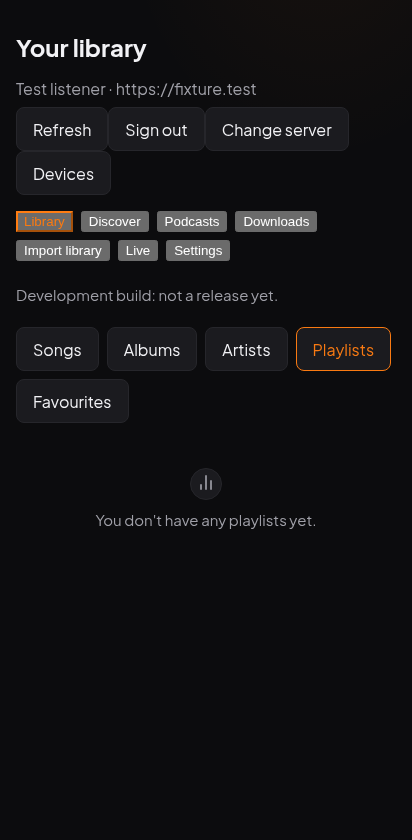 Your library
Test listener · https://fixture.test
Refresh Sign out Change server
Devices
Library Discover Podcasts Downloads
Import library Live Settings
Development build: not a release yet.
Songs Albums Artists Playlists
Favourites
You don't have any playlists yet.